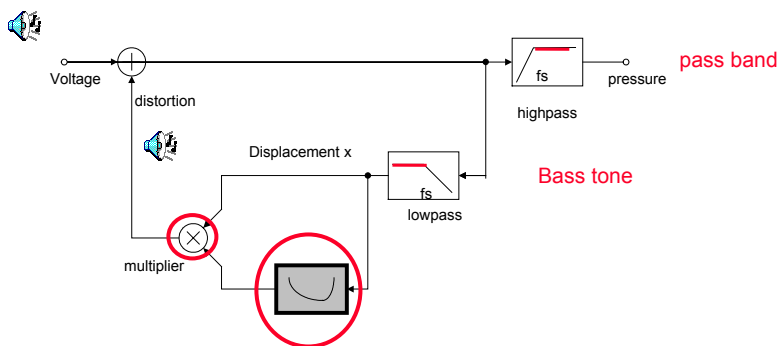 Voltage
distortion
fs
highpass
pressure
pass band
Displacement x
fs
lowpass
Bass tone
multiplier